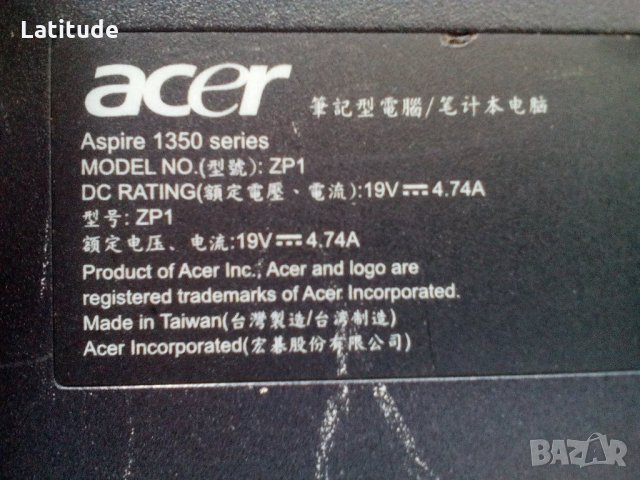 Latitude
acer 筆記型電腦/笔计本电脑
Aspire 1350 series
MODEL NO.(型號): ZP1
DC RATING(額定電壓、電流):19V⎓4.74A
型号: ZP1
额定电压、电流:19V⎓4.74A
Product of Acer Inc., Acer and logo are
registered trademarks of Acer Incorporated.
Made in Taiwan(台灣製造/台湾制造)
Acer Incorporated(宏碁股份有限公司)
BAZAR